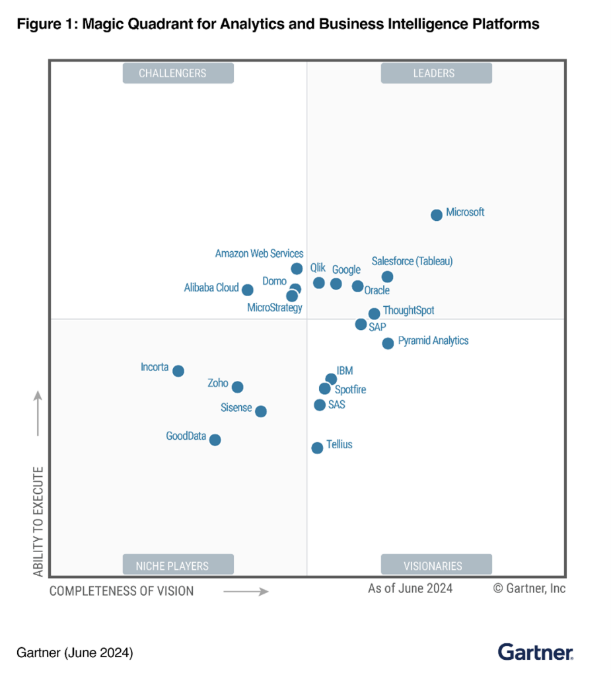 Figure 1: Magic Quadrant for Analytics and Business Intelligence Platforms
CHALLENGERS
LEADERS
Microsoft
Amazon Web Services
Salesforce (Tableau)
Qlik
Google
Domo
Alibaba Cloud
Oracle
MicroStrategy
ThoughtSpot
SAP
Pyramid Analytics
Incorta
IBM
Zoho
Spotfire
Sisense
SAS
GoodData
Tellius
ABILITY TO EXECUTE
NICHE PLAYERS
VISIONARIES
COMPLETENESS OF VISION
As of June 2024
© Gartner, Inc
Gartner (June 2024)
Gartner.